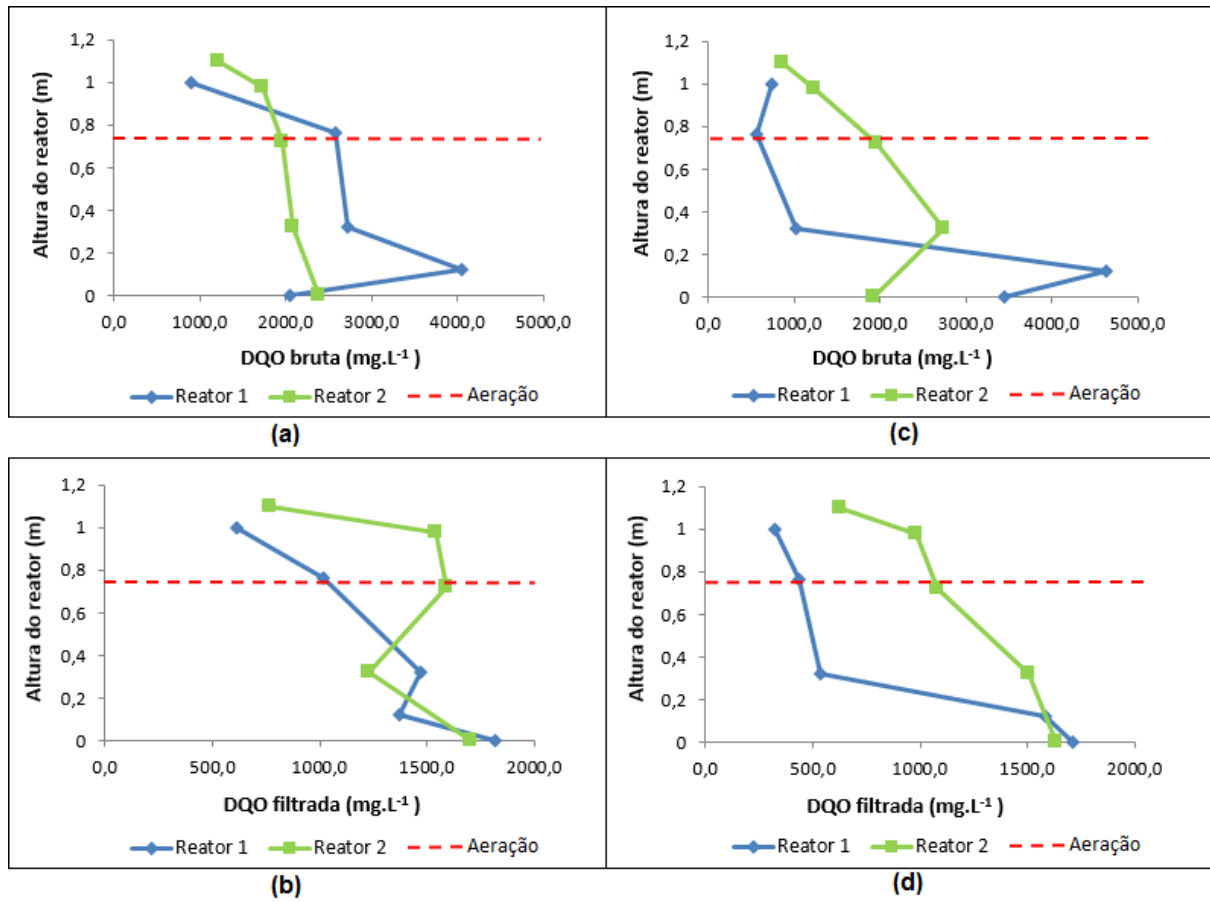 1,2
1
0,8
0,6
0,4
0,2
0
Altura do reator (m)
0,0 1000,0 2000,0 3000,0 4000,0 5000,0
DQO bruta (mg.L⁻¹ )
Reator 1 Reator 2 Aeração
(a)
1,2
1
0,8
0,6
0,4
0,2
0
Altura do reator (m)
0,0 1000,0 2000,0 3000,0 4000,0 5000,0
DQO bruta (mg.L⁻¹ )
Reator 1 Reator 2 Aeração
(c)
1,2
1
0,8
0,6
0,4
0,2
0
Altura do reator (m)
0,0 500,0 1000,0 1500,0 2000,0
DQO filtrada (mg.L⁻¹ )
Reator 1 Reator 2 Aeração
(b)
1,2
1
0,8
0,6
0,4
0,2
0
Altura do reator (m)
0,0 500,0 1000,0 1500,0 2000,0
DQO filtrada (mg.L⁻¹ )
Reator 1 Reator 2 Aeração
(d)